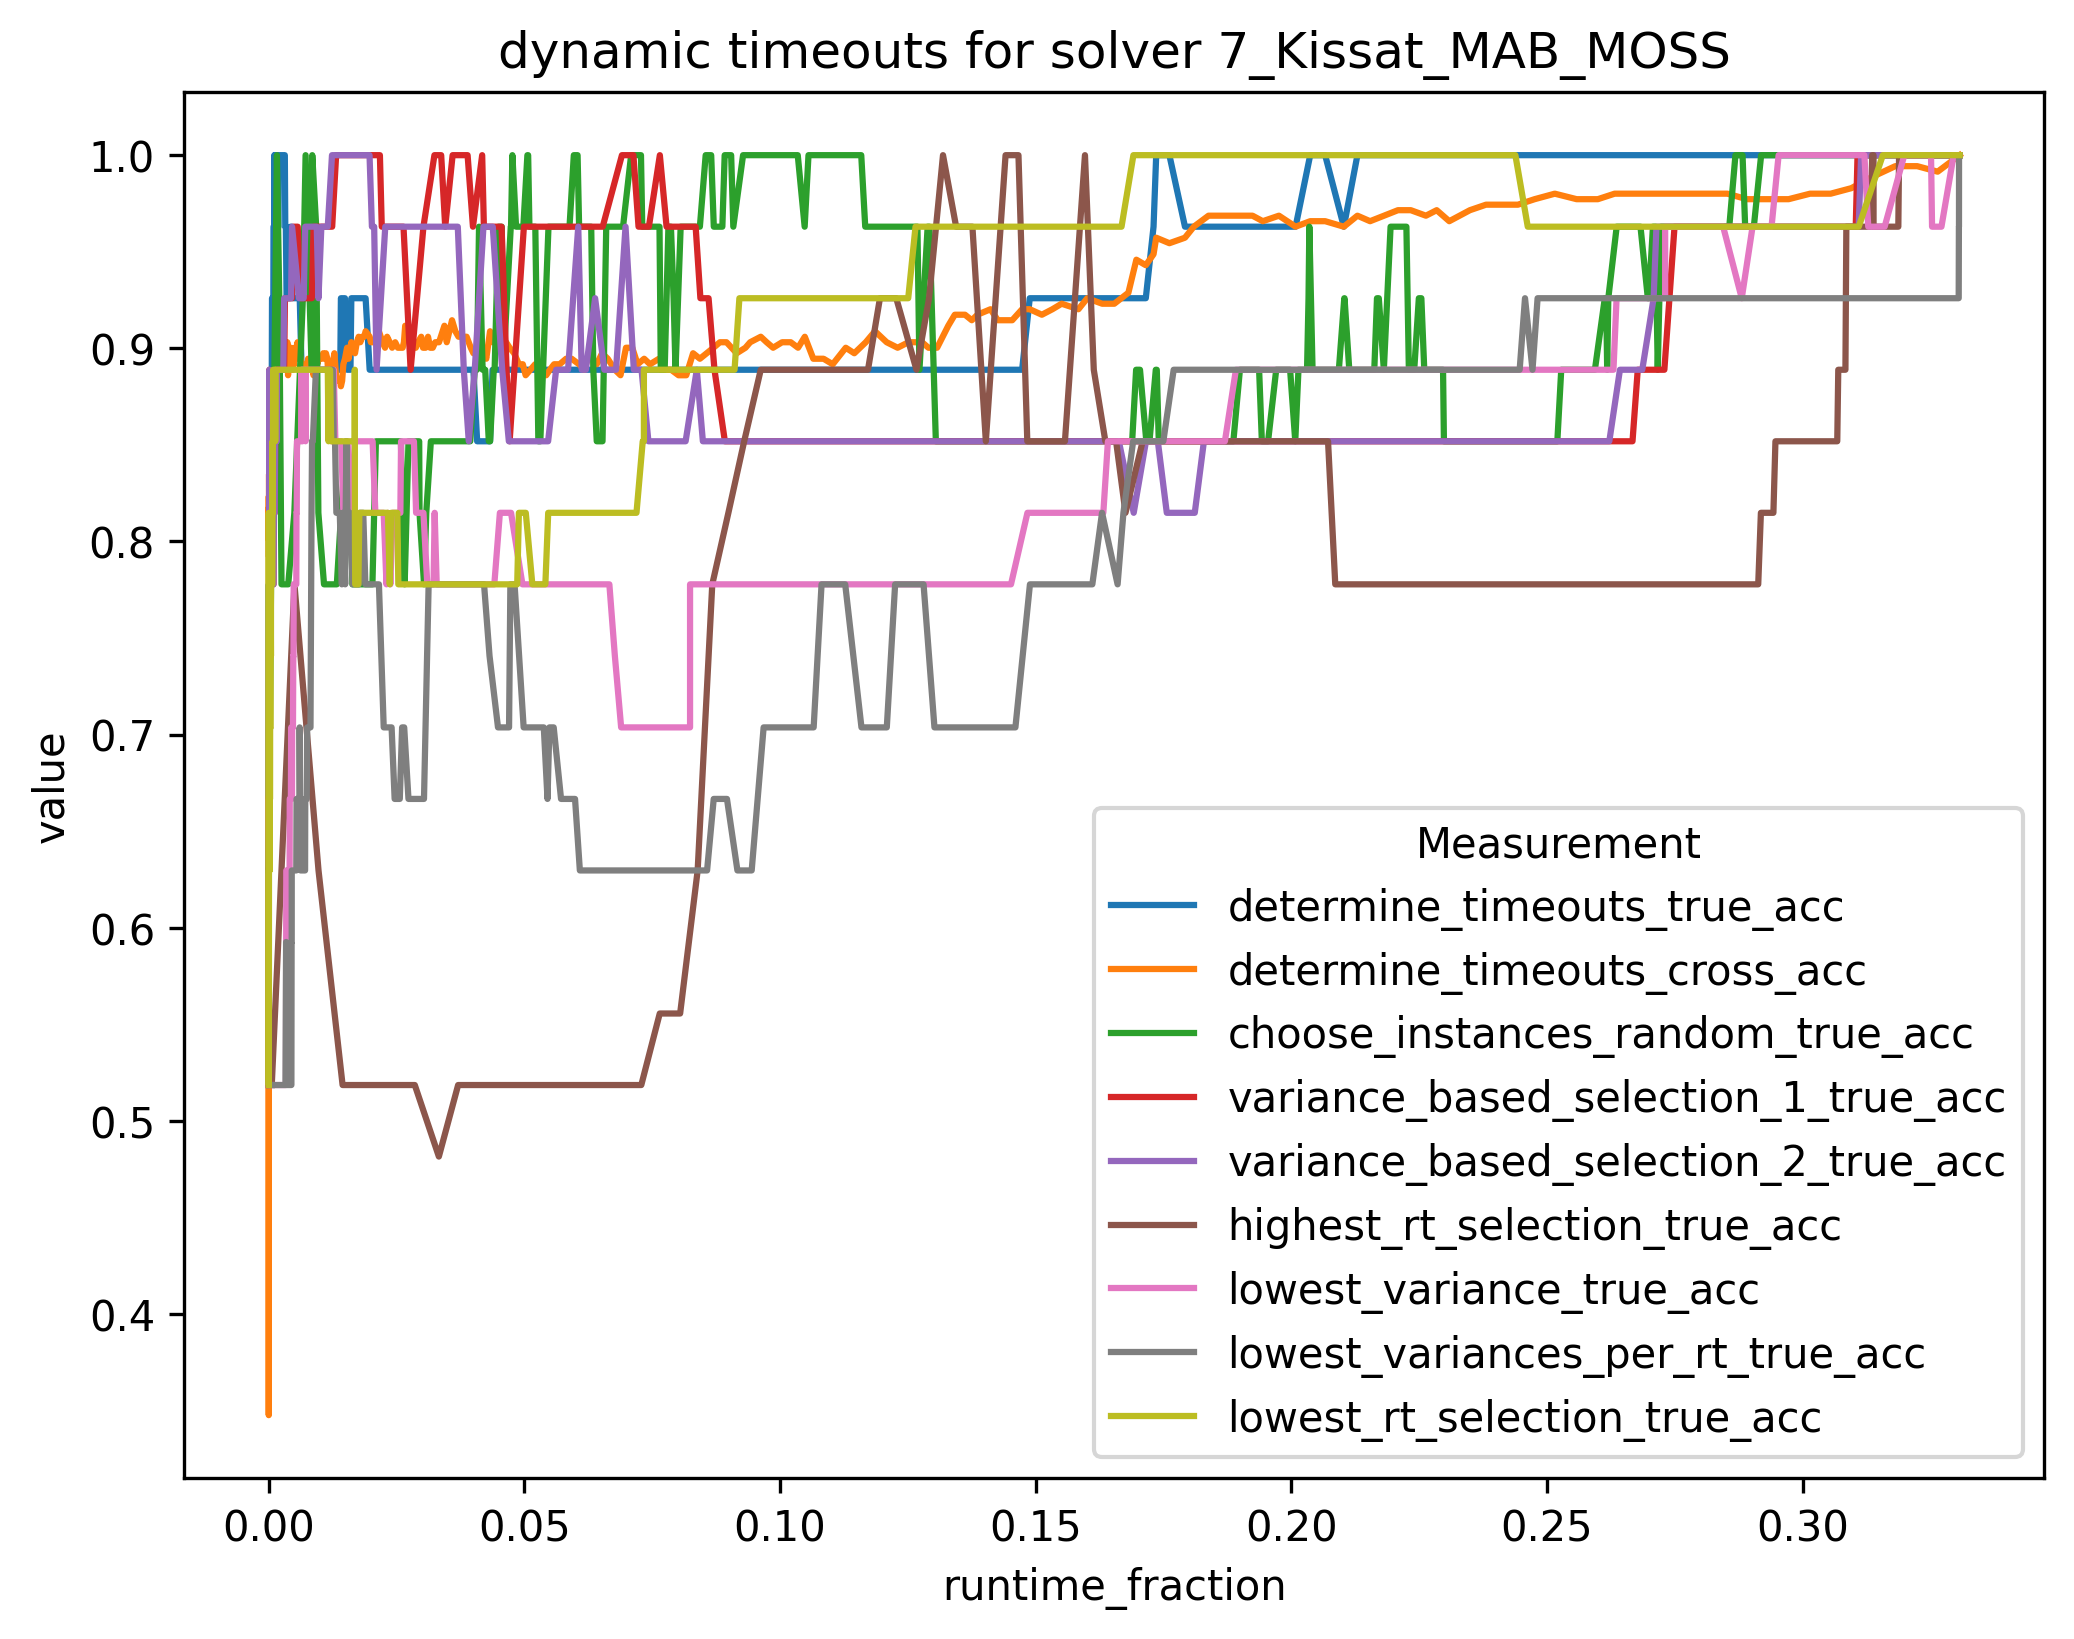 dynamic timeouts for solver 7_Kissat_MAB_MOSS
1.0
0.9
0.8
0.7
0.6
0.5
0.4
value
0.00 0.05 0.10 0.15 0.20 0.25 0.30
runtime_fraction
Measurement
determine_timeouts_true_acc
determine_timeouts_cross_acc
choose_instances_random_true_acc
variance_based_selection_1_true_acc
variance_based_selection_2_true_acc
highest_rt_selection_true_acc
lowest_variance_true_acc
lowest_variances_per_rt_true_acc
lowest_rt_selection_true_acc